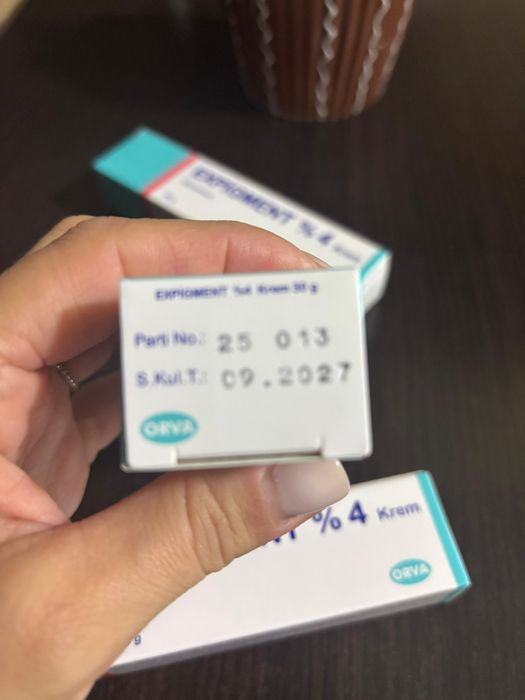 EXPIGMENT %4 Krem
EXPIGMENT %4 Krem 30 g
Parti No.: 25 013
S.Kul.T.: 09.2027
ORVA
% 4 Krem
ORVA
g